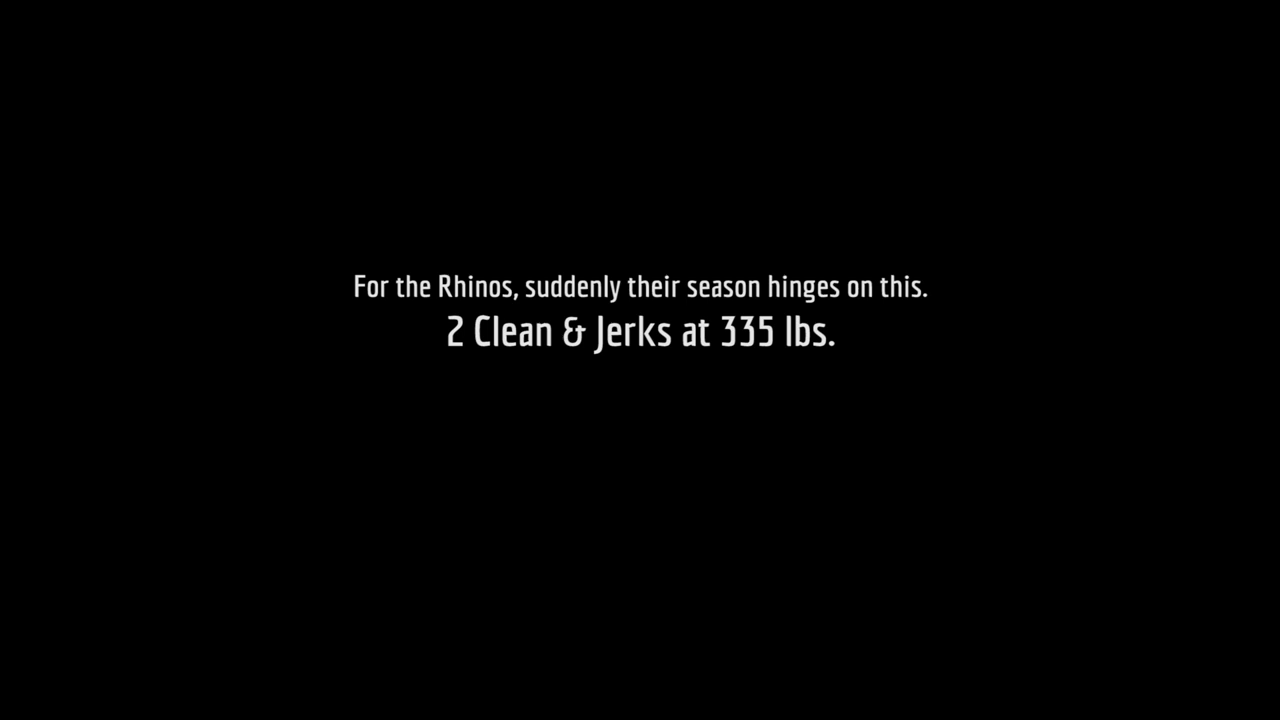 For the Rhinos, suddenly their season hinges on this.
2 Clean & Jerks at 335 lbs.